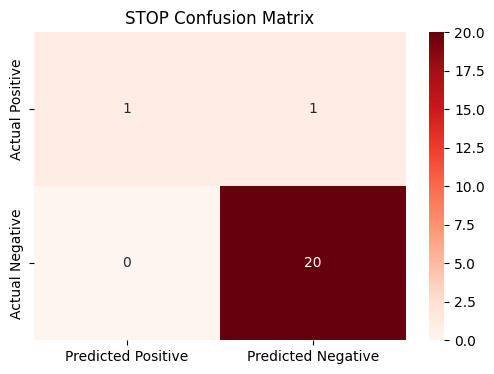 STOP Confusion Matrix
Actual Positive
1 1
Actual Negative
0 20
Predicted Positive Predicted Negative
20.0
17.5
15.0
12.5
10.0
7.5
5.0
2.5
0.0